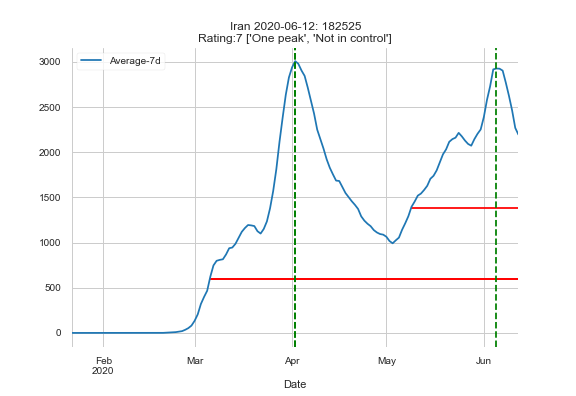 Iran 2020-06-12: 182525
Rating:7 ['One peak', 'Not in control']
Average-7d
3000
2500
2000
1500
1000
500
0
Feb
2020
Mar
Apr
May
Jun
Date